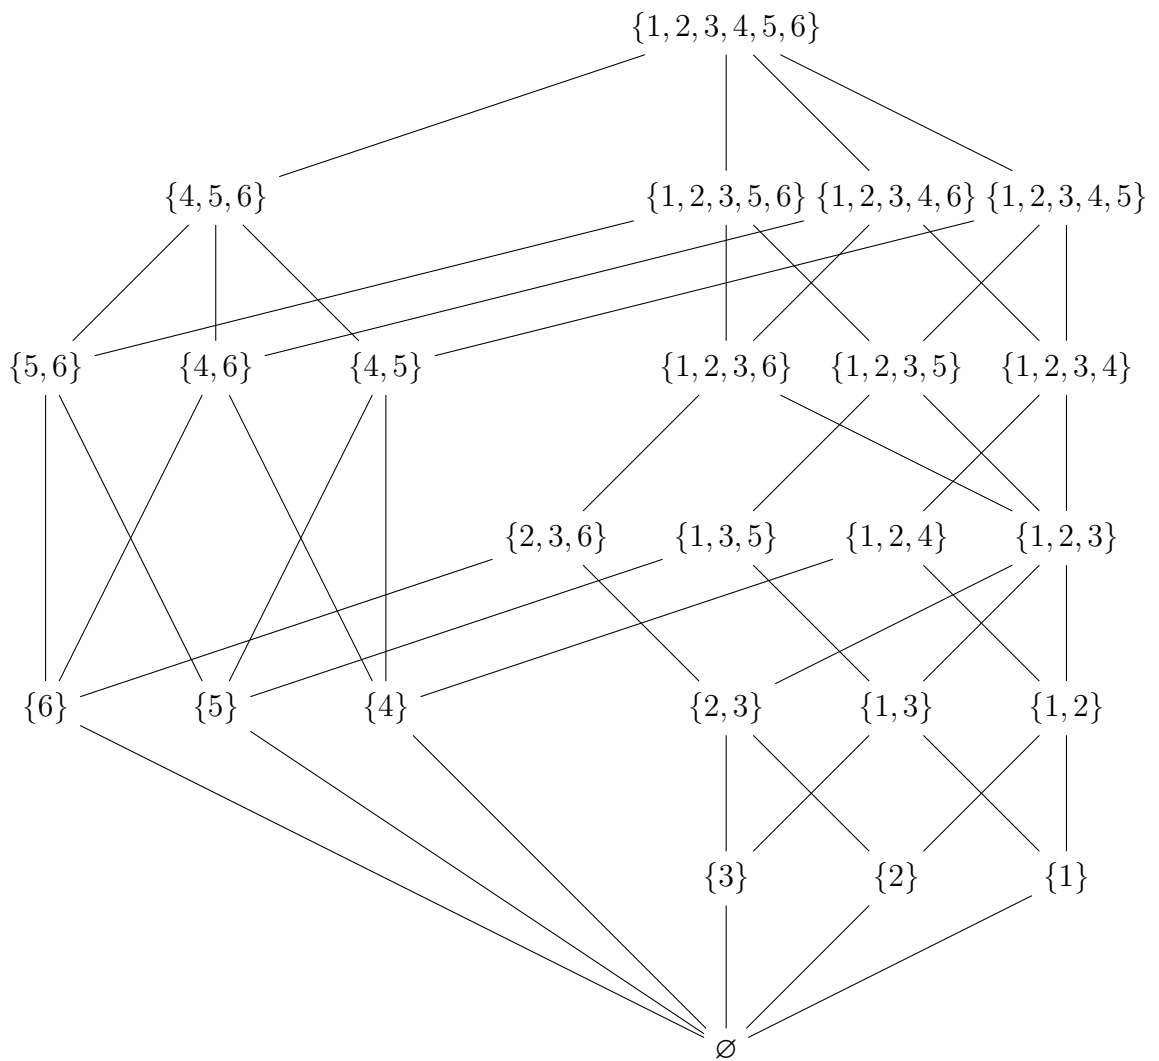 {1, 2, 3, 4, 5, 6}
{4, 5, 6} {1, 2, 3, 5, 6} {1, 2, 3, 4, 6} {1, 2, 3, 4, 5}
{5, 6} {4, 6} {4, 5} {1, 2, 3, 6} {1, 2, 3, 5} {1, 2, 3, 4}
{2, 3, 6} {1, 3, 5} {1, 2, 4} {1, 2, 3}
{6} {5} {4} {2, 3} {1, 3} {1, 2}
{3} {2} {1}
∅